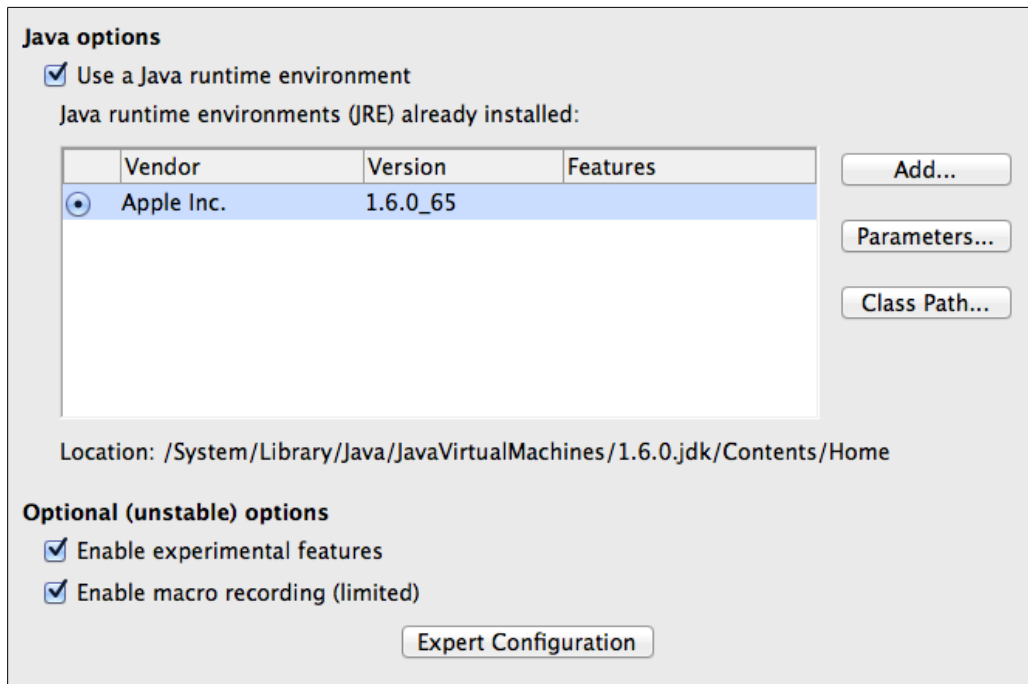 Java options
Use a Java runtime environment
Java runtime environments (JRE) already installed:
Vendor Version Features
Add...
Apple Inc. 1.6.0_65
Parameters...
Class Path...
Location: /System/Library/Java/JavaVirtualMachines/1.6.0.jdk/Contents/Home
Optional (unstable) options
Enable experimental features
Enable macro recording (limited)
Expert Configuration